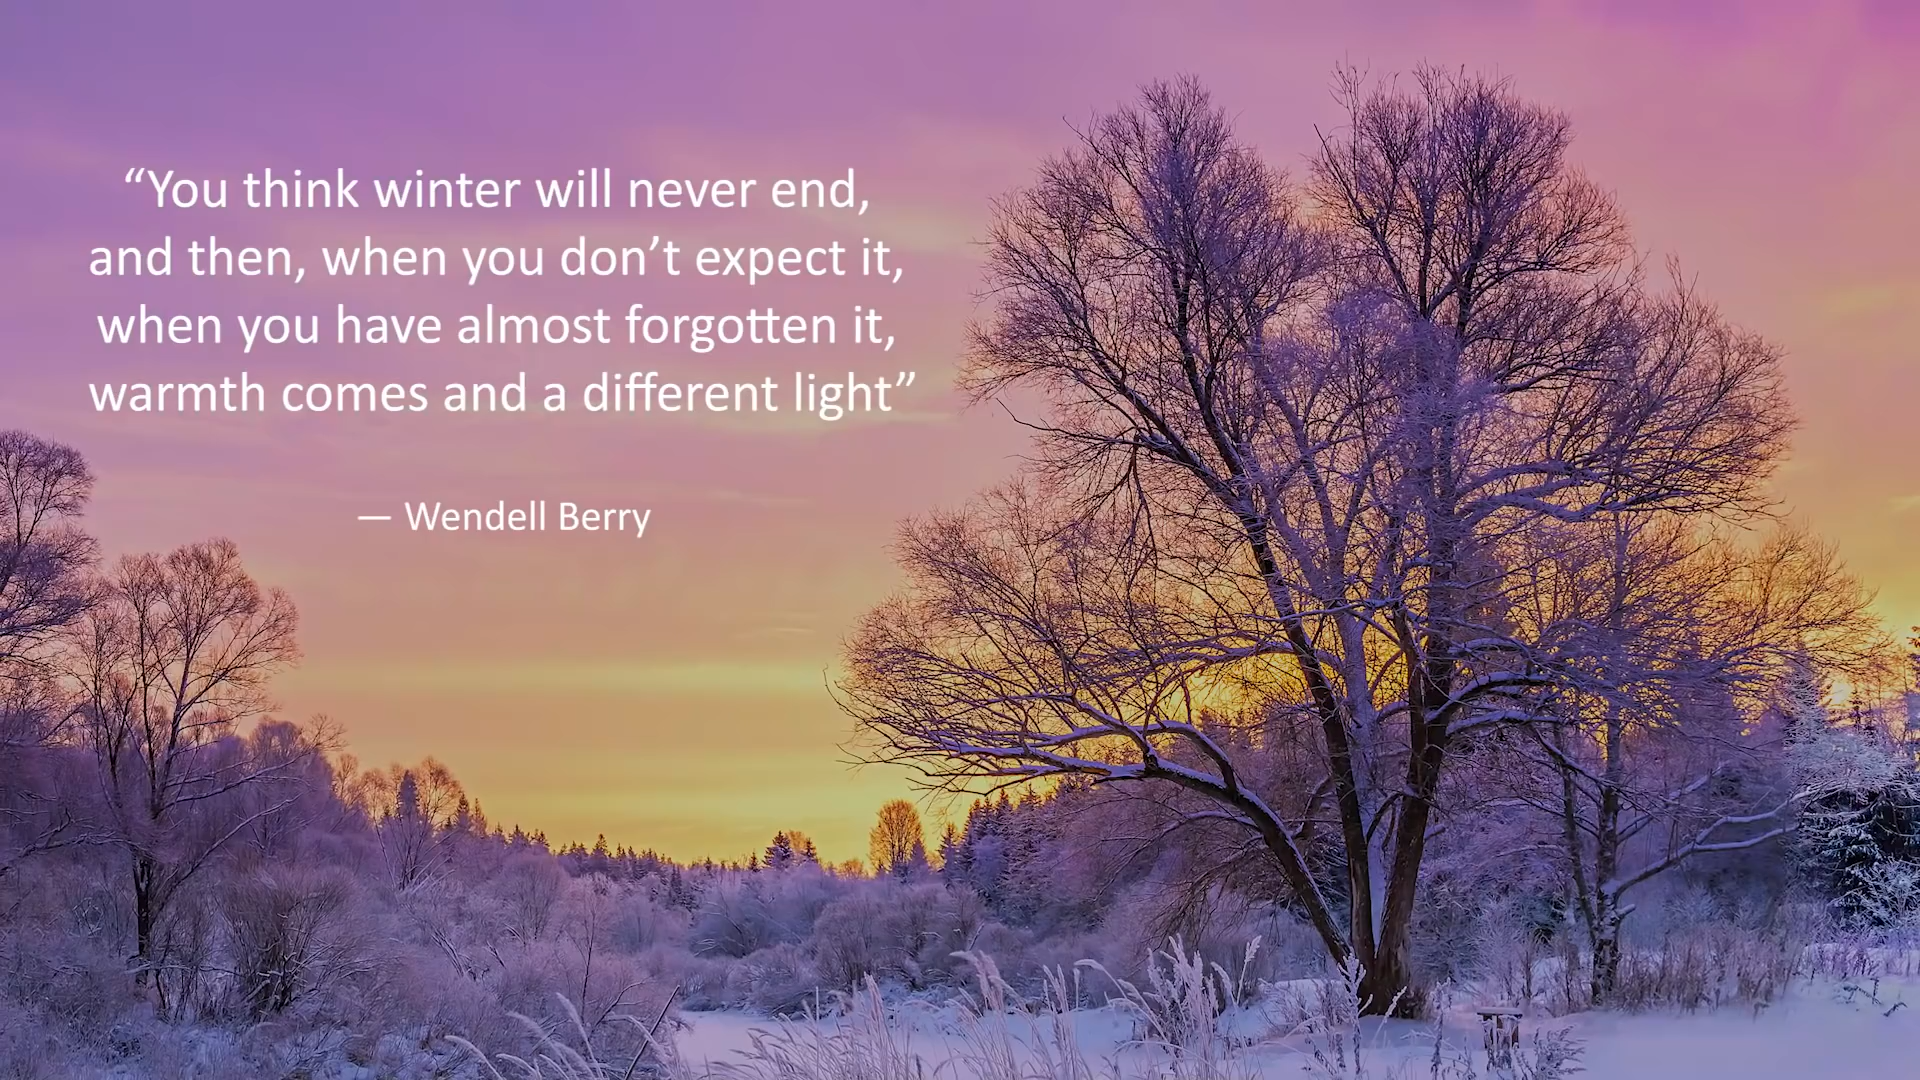 “You think winter will never end,
and then, when you don’t expect it,
when you have almost forgotten it,
warmth comes and a different light”
— Wendell Berry